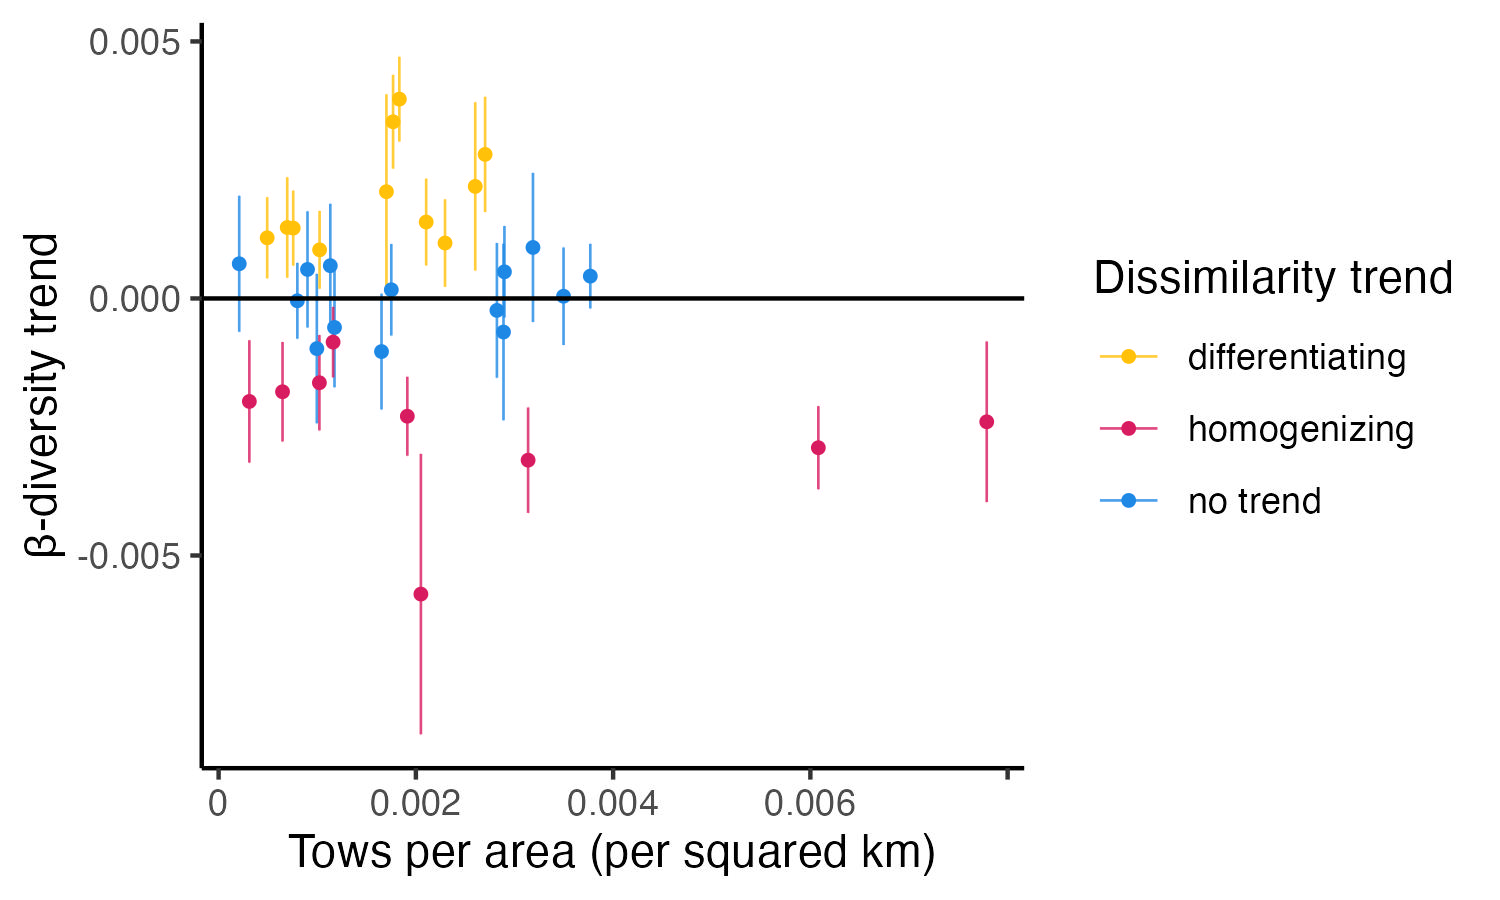 0.005
0.000
-0.005
β-diversity trend
0
0.002
0.004
0.006
Tows per area (per squared km)
Dissimilarity trend
differentiating
homogenizing
no trend